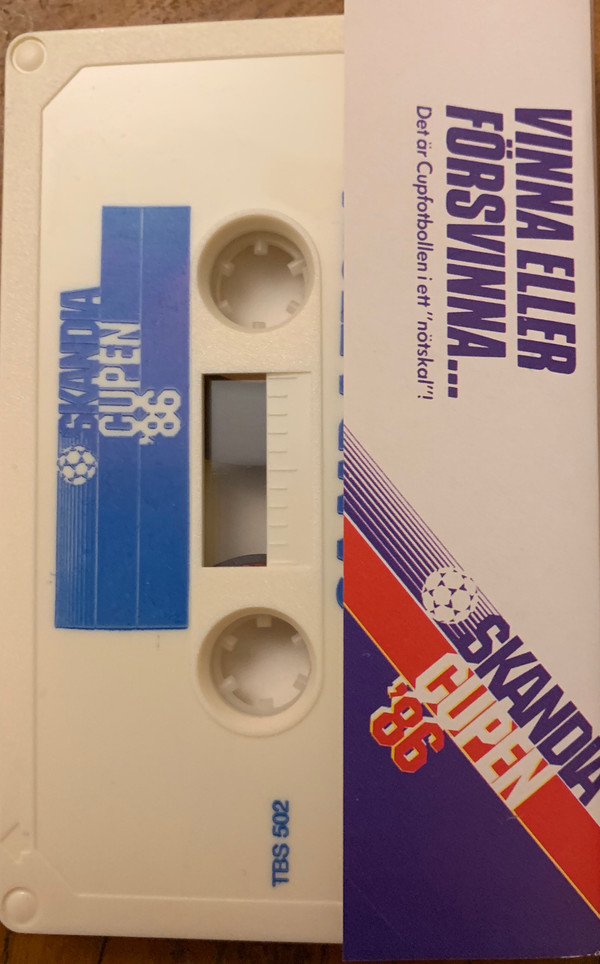 VINNA ELLER
FÖRSVINNA...
Det är Cupfotbollen i ett "nötskal"!
SKANDIA
CUPEN
'86
SKANDIA
CUPEN
'86
TBS 502